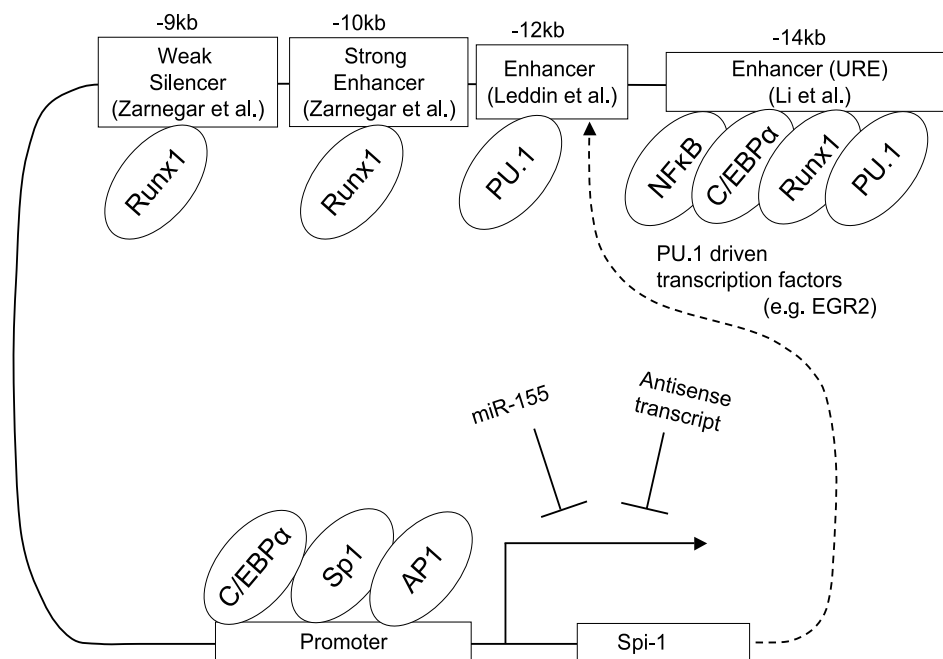 -9kb
Weak
Silencer
(Zarnegar et al.)
Runx1
-10kb
Strong
Enhancer
(Zarnegar et al.)
Runx1
-12kb
Enhancer
(Leddin et al.)
PU.1
-14kb
Enhancer (URE)
(Li et al.)
NFκB
C/EBPα
Runx1
PU.1
PU.1 driven
transcription factors
(e.g. EGR2)
miR-155
Antisense
transcript
C/EBPα
Sp1
AP1
Promoter
Spi-1